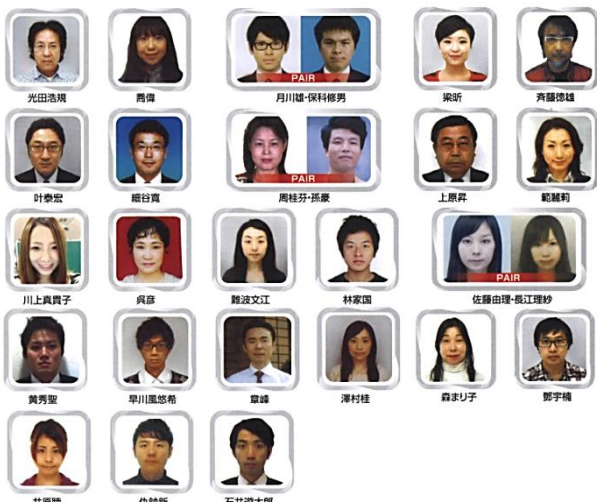 光田浩規
喬偉
PAIR
月川雄・保科修男
梁昕
斉藤徳雄
叶泰宏
細谷寛
PAIR
周桂芬・孫豪
上原昇
範麗莉
川上真貴子
呉彦
難波文江
林家国
PAIR
佐藤由理・長江理紗
黄秀聖
早川風悠希
章峰
澤村桂
森まり子
鄧宇楠